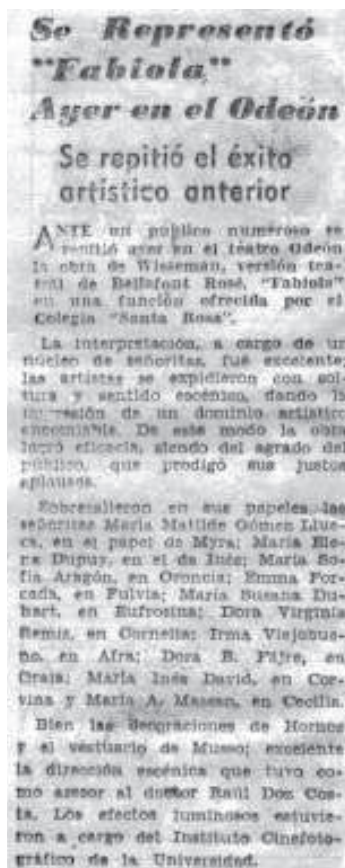 Se Representó
"Fabiola"
Ayer en el Odeón
Se repitió el éxito
artístico anterior
ANTE un público numeroso se
repitió ayer en el teatro Odeón
la obra de Wisseman, versión tea-
tral de Bellafont Rosé, "Fabiola"
en una función ofrecida por el
Colegio "Santa Rosa".
La interpretación, a cargo de un
núcleo de señoritas, fué excelente;
las artistas se expidieron con sol-
tura y sentido escénico, dando la
impresión de un dominio artístico
encomiable. De este modo la obra
logró eficacia, siendo del agrado del
público, que prodigó sus justos
aplausos.
Sobresalieron en sus papeles las
señoritas María Matilde Gómez Llue-
ca, en el papel de Myra; María Ele-
na Dupuy, en el de Inés; María So-
fía Aragón, en Oroncia; Emma For-
cada, en Fulvia; María Susana Du-
hart, en Eufrosina; Dora Virginia
Remis, en Cornelia; Irma Viejobue-
no, en Afra; Dora B. en
Graia; María Inés David, en Cor-
vina y María A. en Cecilia.
Bien las decoraciones de Hornos
y el vestuario de Musso; excelente
la dirección escénica que tuvo co-
mo asesor al doctor Raúl Dos Cos-
ta. Los efectos luminosos estuvie-
ron a cargo del Instituto Cinefoto-
gráfico de la Universidad.